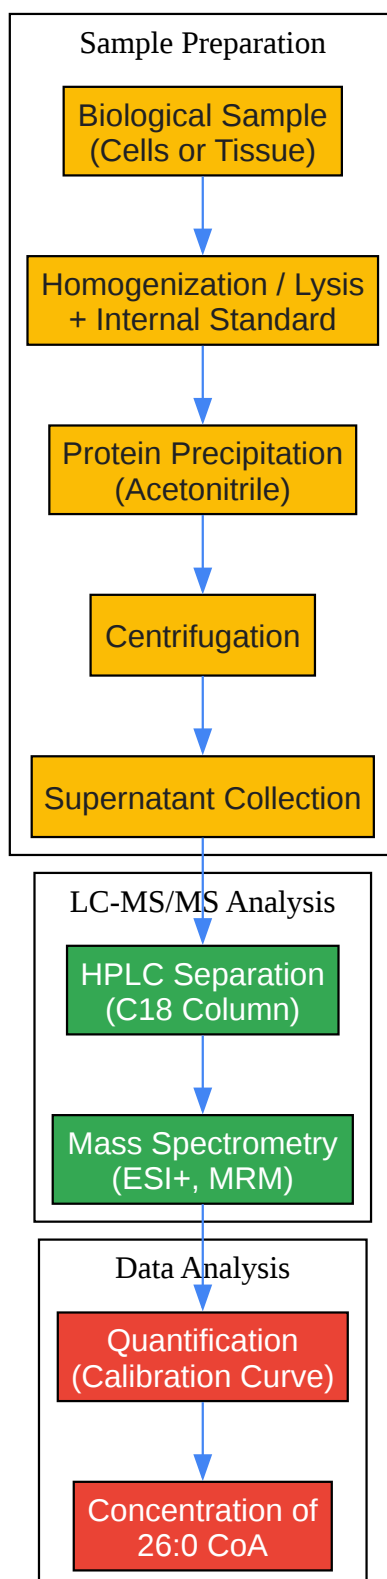 Sample Preparation
Biological Sample
(Cells or Tissue)
Homogenization / Lysis
+ Internal Standard
Protein Precipitation
(Acetonitrile)
Centrifugation
Supernatant Collection
LC-MS/MS Analysis
HPLC Separation
(C18 Column)
Mass Spectrometry
(ESI+, MRM)
Data Analysis
Quantification
(Calibration Curve)
Concentration of
26:0 CoA